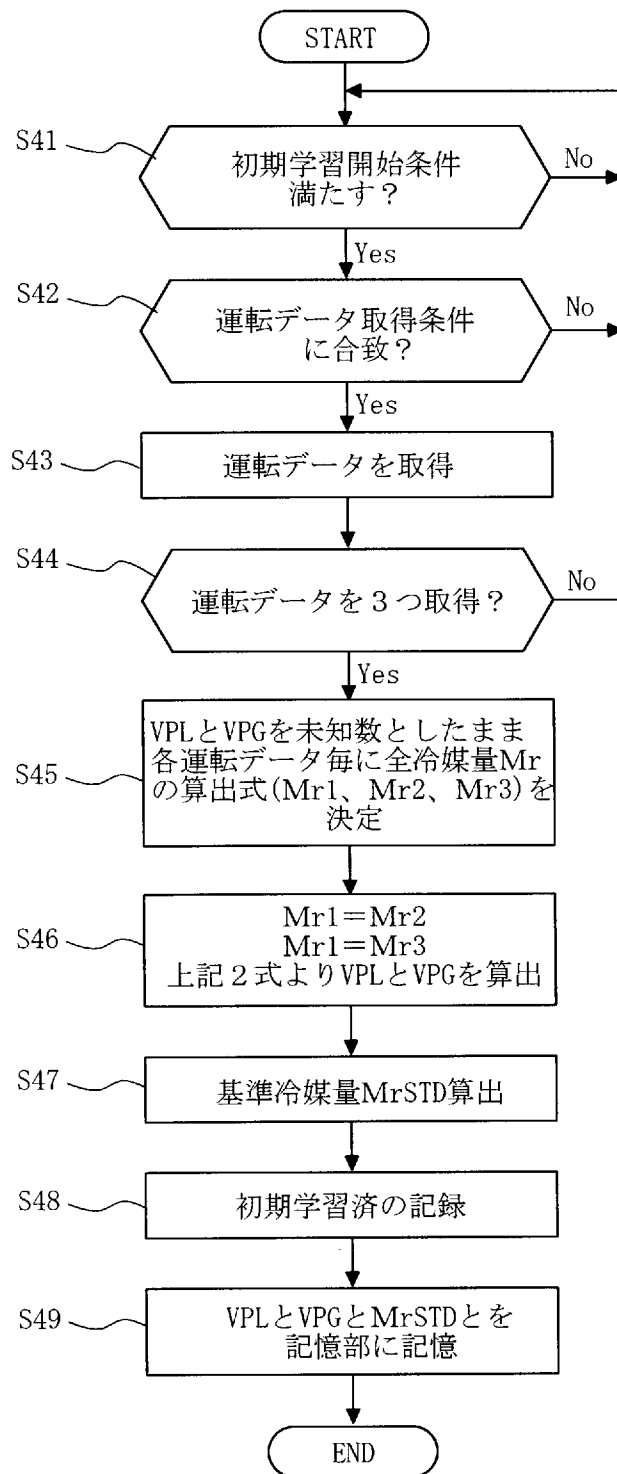 START
S41
初期学習開始条件
満たす?
No
Yes
S42
運転データ取得条件
に合致?
No
Yes
S43
運転データを取得
S44
運転データを3つ取得?
No
Yes
S45
VPLとVPGを未知数としたまま
各運転データ毎に全冷媒量Mr
の算出式(Mr1、Mr2、Mr3)を
決定
S46
Mr1=Mr2
Mr1=Mr3
上記2式よりVPLとVPGを算出
S47
基準冷媒量MrSTD算出
S48
初期学習済の記録
S49
VPLとVPGとMrSTDとを
記憶部に記憶
END